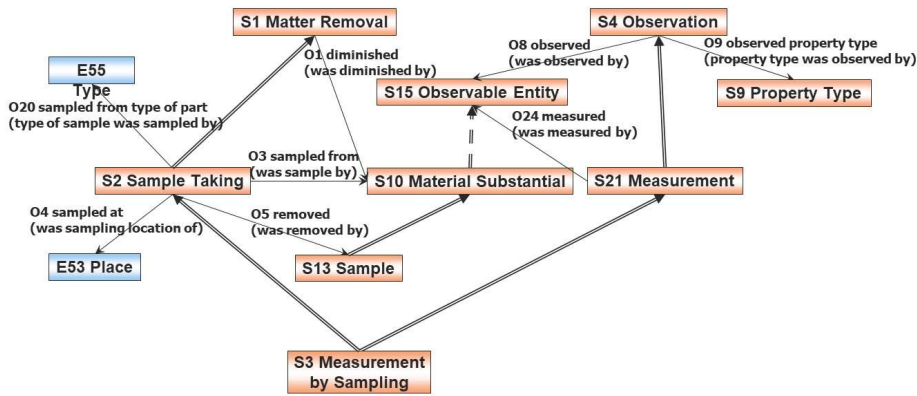 S1 Matter Removal
S4 Observation
O1 diminished
(was diminished by)
O8 observed
(was observed by)
O9 observed property type
(property type was observed by)
E55
Type
S15 Observable Entity
S9 Property Type
O20 sampled from type of part
(type of sample was sampled by)
O24 measured
(was measured by)
O3 sampled from
(was sample by)
S2 Sample Taking
S10 Material Substantial
S21 Measurement
O4 sampled at
(was sampling location of)
O5 removed
(was removed by)
E53 Place
S13 Sample
S3 Measurement
by Sampling